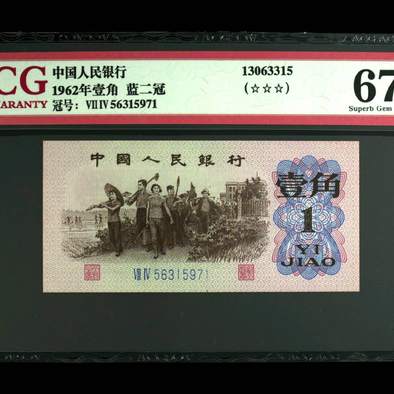 CG
ARANTY
中国人民银行
1962年壹角 蓝二冠
冠号: VII IV 56315971
13063315
(☆☆☆)
67
Superb Gem
中國人民銀行
壹角
1
YI
JIAO
VII IV 56315971